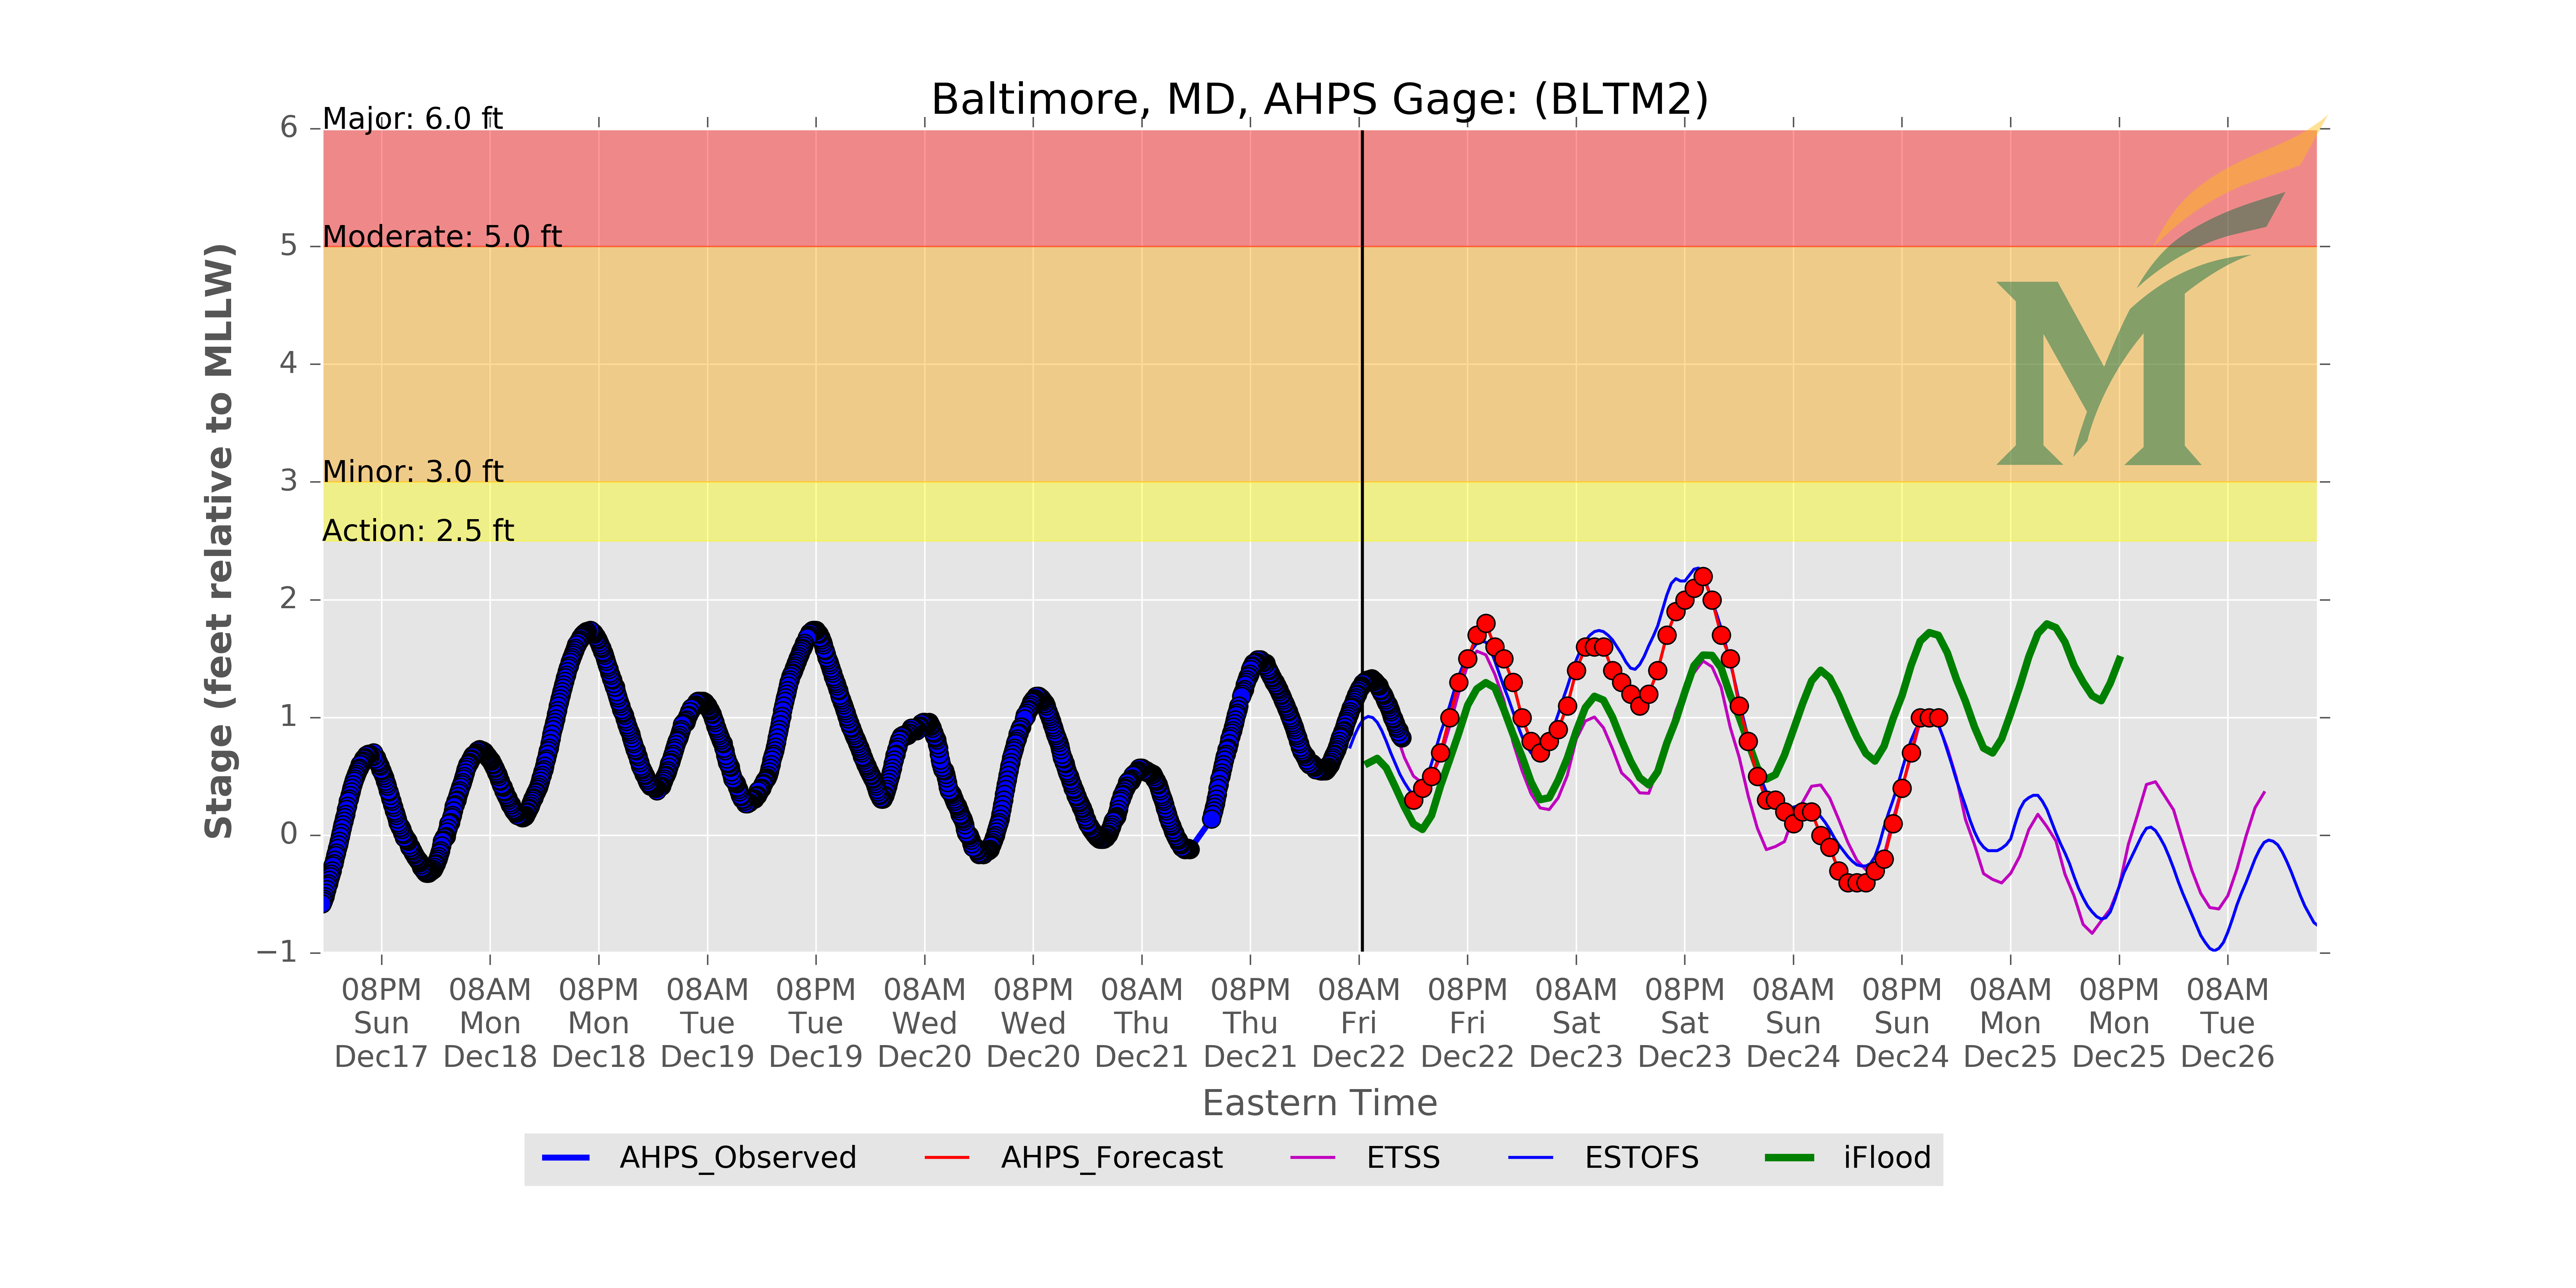 Baltimore, MD, AHPS Gage: (BLTM2)
Major: 6.0 ft
Moderate: 5.0 ft
Minor: 3.0 ft
Action: 2.5 ft
Stage (feet relative to MLLW)
6
5
4
3
2
1
0
−1
08PM 08AM 08PM 08AM 08PM 08AM 08PM 08AM 08PM 08AM 08PM 08AM 08PM 08AM 08PM 08AM 08PM 08AM
Sun Mon Mon Tue Tue Wed Wed Thu Thu Fri Fri Sat Sat Sun Sun Mon Mon Tue
Dec17 Dec18 Dec18 Dec19 Dec19 Dec20 Dec20 Dec21 Dec21 Dec22 Dec22 Dec23 Dec23 Dec24 Dec24 Dec25 Dec25 Dec26
Eastern Time
AHPS_Observed AHPS_Forecast ETSS ESTOFS iFlood
M